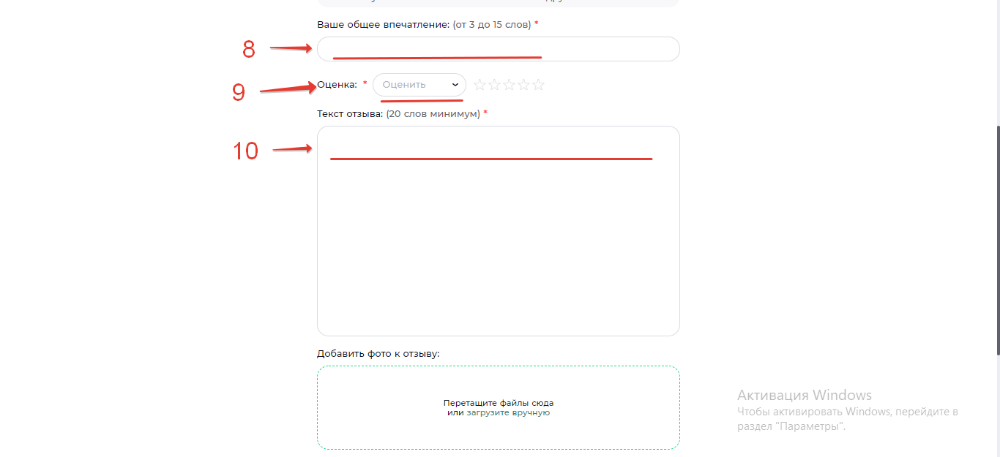 Ваше общее впечатление: (от 3 до 15 слов) *
8
Оценка: * Оценить
9
Текст отзыва: (20 слов минимум) *
10
Добавить фото к отзыву:
Перетащите файлы сюда
или загрузите вручную
Активация Windows
Чтобы активировать Windows, перейдите в
раздел "Параметры".